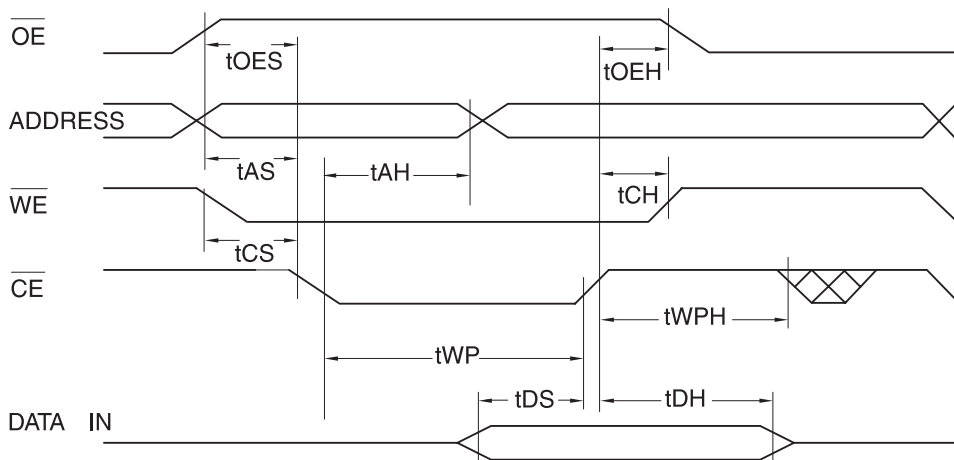 OE
tOES
tOEH
ADDRESS
tAS
tAH
tCH
WE
tCS
CE
tWPH
tWP
tDS
tDH
DATA IN